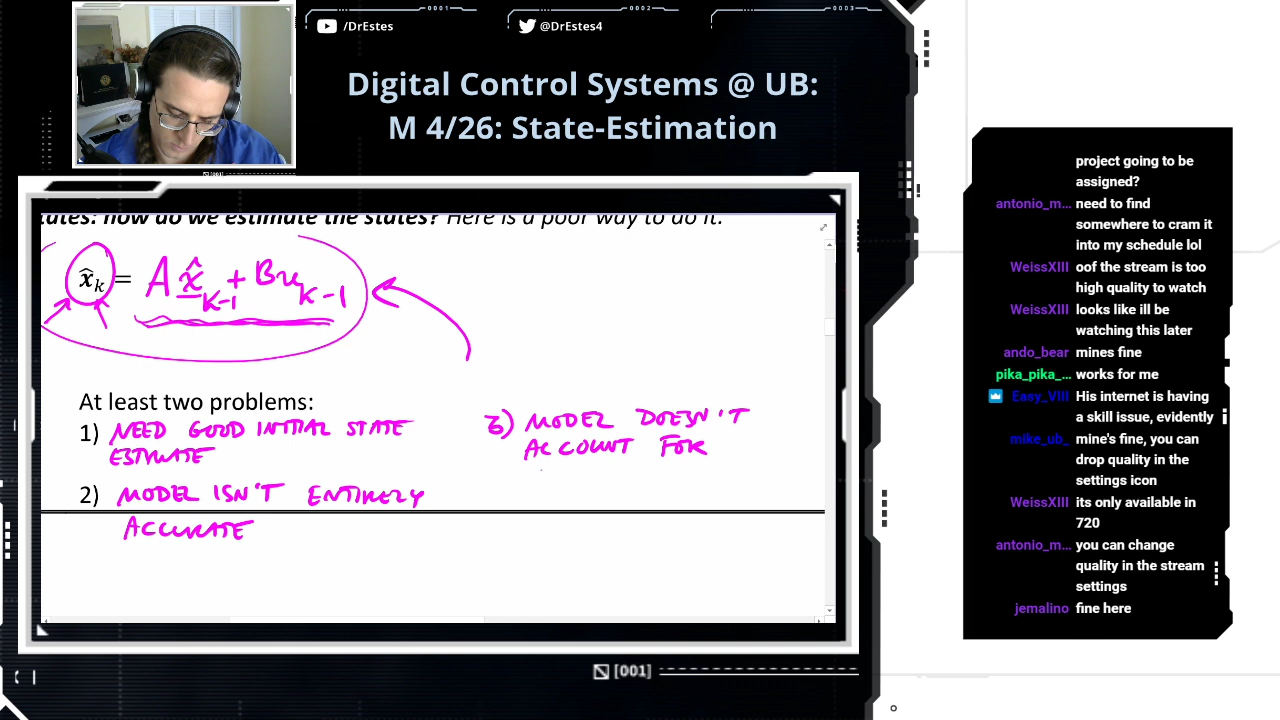 0001
0002
0003
/DrEstes
@DrEstes4
Digital Control Systems @ UB:
M 4/26: State-Estimation
[001]
ates: how do we estimate the states? Here is a poor way to do it:
x̂k = A x̂ K-1 + Bu K-1
At least two problems:
1) NEED GOOD INITIAL STATE
ESTIMATE
2) MODEL ISN'T ENTIRELY
ACCURATE
3) MODEL DOESN'T
ACCOUNT FOR
[001]
project going to be
assigned?
antonio_m... need to find
somewhere to cram it
into my schedule lol
WeissXIII oof the stream is too
high quality to watch
WeissXIII looks like ill be
watching this later
ando_bear mines fine
pika_pika_... works for me
Easy_VIII His internet is having
a skill issue, evidently
mike_ub_ mine's fine, you can
drop quality in the
settings icon
WeissXIII its only available in
720
antonio_m... you can change
quality in the stream
settings
jemalino fine here